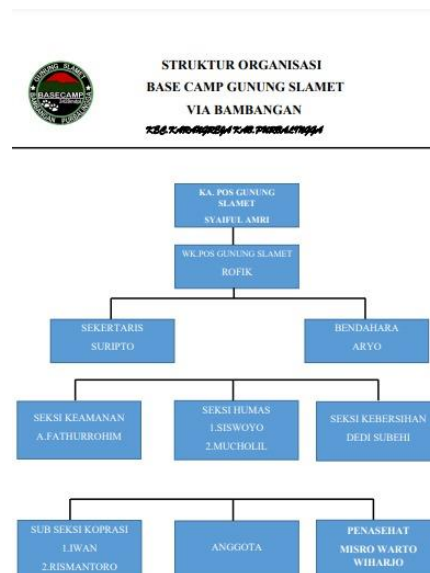 STRUKTUR ORGANISASI
BASE CAMP GUNUNG SLAMET
VIA BAMBANGAN
KEC.KARANGREJA KAB.PURBALINGGA
GUNUNG SLAMET
BASECAMP
BAMBANGAN PURBALINGGA
KA. POS GUNUNG
SLAMET
SYAIFUL AMRI
WK.POS GUNUNG SLAMET
ROFIK
SEKERTARIS
SURIPTO
BENDAHARA
ARYO
SEKSI KEAMANAN
A.FATHURROHIM
SEKSI HUMAS
1.SISWOYO
2.MUCHOLIL
SEKSI KEBERSIHAN
DEDI SUBEHI
SUB SEKSI KOPRASI
1.IWAN
2.RISMANTORO
ANGGOTA
PENASEHAT
MISRO WARTO
WIHARJO